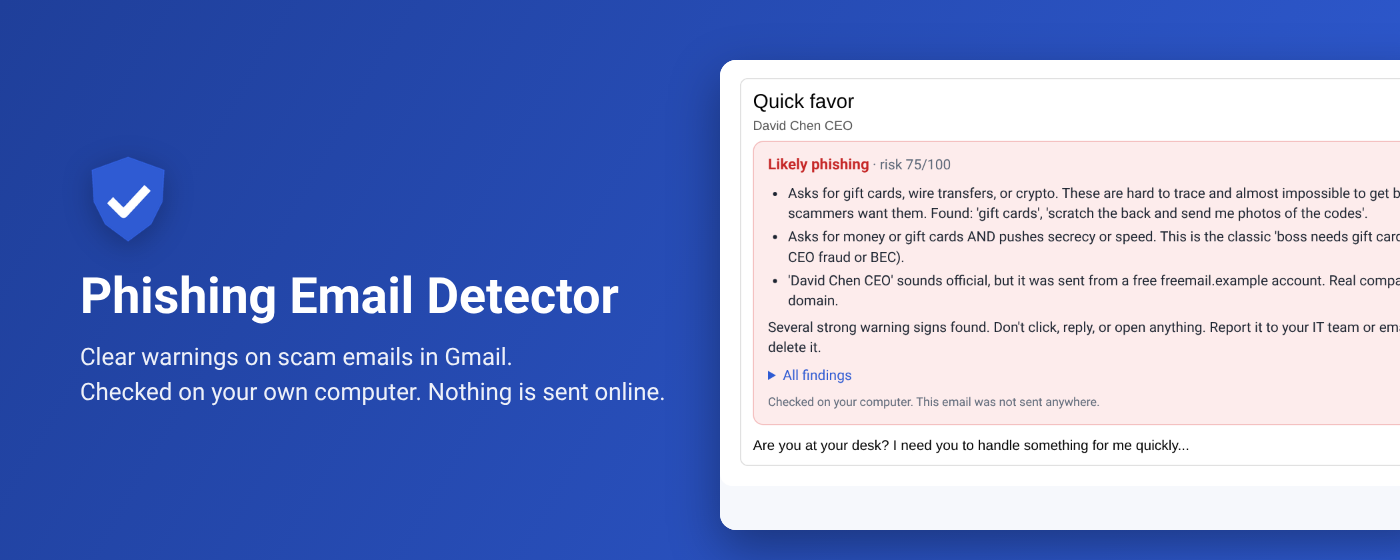 Phishing Email Detector
Clear warnings on scam emails in Gmail.
Checked on your own computer. Nothing is sent online.
Quick favor
David Chen CEO
Likely phishing · risk 75/100
• Asks for gift cards, wire transfers, or crypto. These are hard to trace and almost impossible to get
scammers want them. Found: 'gift cards', 'scratch the back and send me photos of the codes'.
• Asks for money or gift cards AND pushes secrecy or speed. This is the classic 'boss needs gift
CEO fraud or BEC).
• 'David Chen CEO' sounds official, but it was sent from a free freemail.example account. Real
domain.
Several strong warning signs found. Don't click, reply, or open anything. Report it to your IT team or
delete it.
▶ All findings
Checked on your computer. This email was not sent anywhere.
Are you at your desk? I need you to handle something for me quickly...